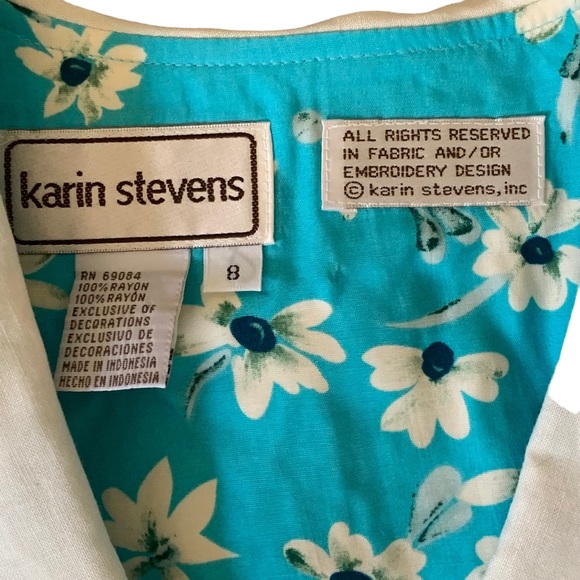 karin stevens
ALL RIGHTS RESERVED
IN FABRIC AND/OR
EMBROIDERY DESIGN
© karin stevens, inc
8
RN 69084
100% RAYON
100% RAYÓN
EXCLUSIVE OF
DECORATIONS
EXCLUSIVO DE
DECORACIONES
MADE IN INDONESIA
HECHO EN INDONESIA